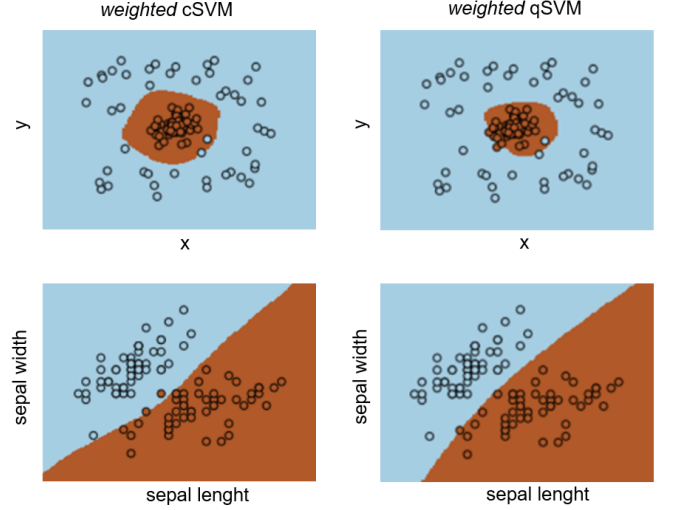 weighted cSVM
weighted qSVM
y
x
y
x
sepal width
sepal lenght
sepal width
sepal lenght